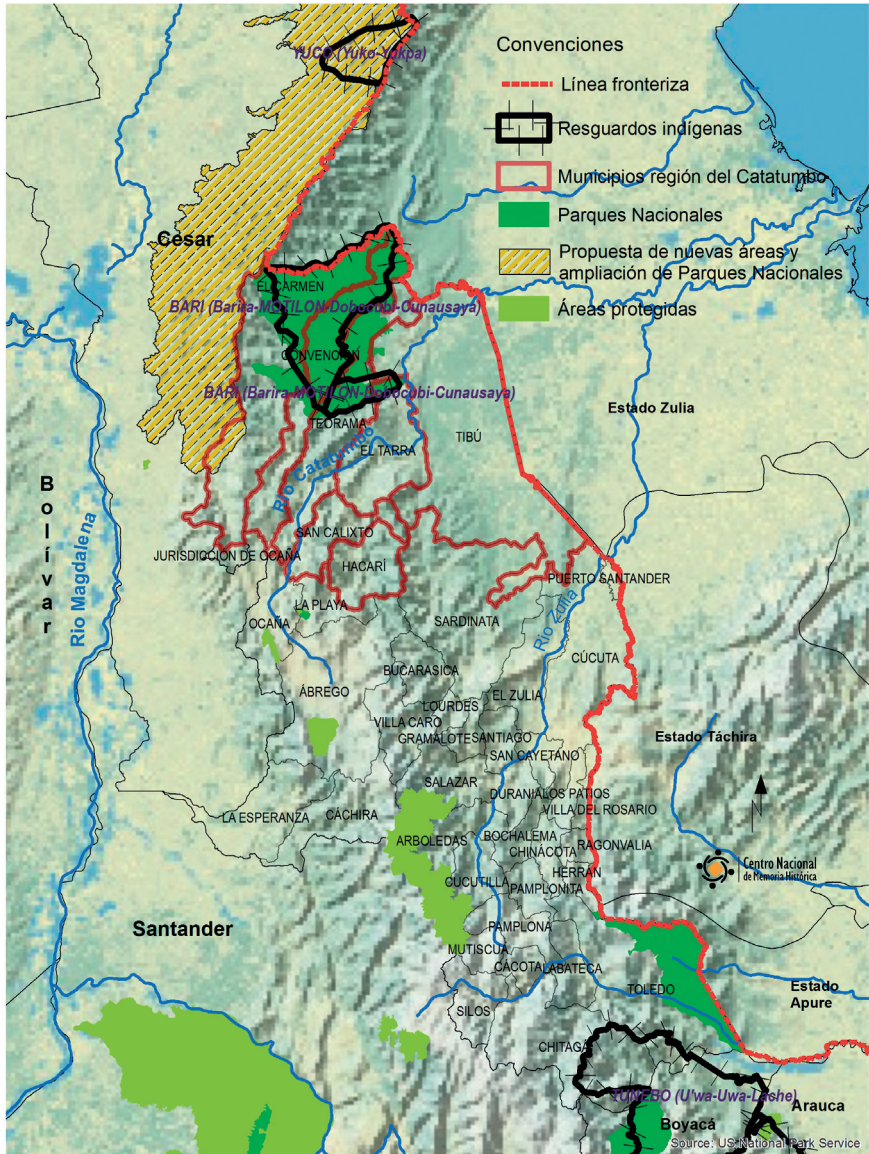 YUCO (Yuko-Yukpa)
Convenciones
Línea fronteriza
Resguardos indígenas
Municipios región del Catatumbo
Parques Nacionales
Propuesta de nuevas áreas y
ampliación de Parques Nacionales
Áreas protegidas
Cesar
EL CARMEN
BARI (Barira-MOTILON-Dobocubi-Cunausaya)
CONVENCIÓN
BARI (Barira-MOTILON-Dobocubi-Cunausaya)
Estado Zulia
TEORAMA
TIBÚ
EL TARRA
Río Catatumbo
Bolívar
Rio Magdalena
SAN CALIXTO
JURISDICCIÓN DE OCAÑA
HACARÍ
PUERTO SANTANDER
LA PLAYA
Rio Zulia
OCAÑA
SARDINATA
CÚCUTA
BUCARASICA
ÁBREGO
EL ZULIA
LOURDES
VILLA CARO
GRAMALOTE
SANTIAGO
Estado Táchira
SAN CAYETANO
SALAZAR
DURANIA
LOS PATIOS
VILLA DEL ROSARIO
LA ESPERANZA
CÁCHIRA
ARBOLEDAS
BOCHALEMA
CHINÁCOTA
RAGONVALIA
Centro Nacional
de Memoria Histórica
HERRÁN
CUCUTILLA
PAMPLONITA
Santander
PAMPLONA
MUTISCUA
CÁCOTA
LABATECA
TOLEDO
Estado
Apure
SILOS
CHITAGÁ
TUNEBO (U'wa-Uwa-Lache)
Arauca
Boyacá
Source: US National Park Service